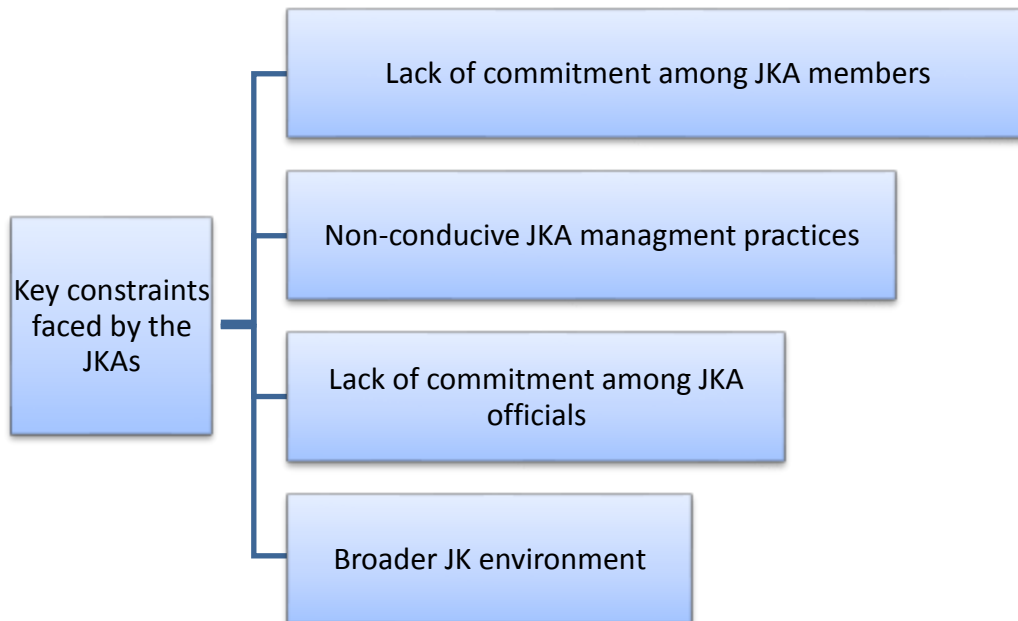 Lack of commitment among JKA members
Non-conducive JKA managment practices
Key constraints
faced by the
JKAs
Lack of commitment among JKA
officials
Broader JK environment